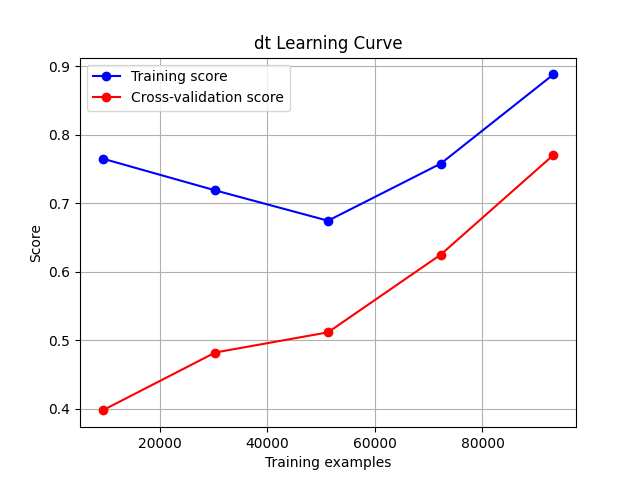 dt Learning Curve
Training score
Cross-validation score
Score
0.9
0.8
0.7
0.6
0.5
0.4
20000 40000 60000 80000
Training examples